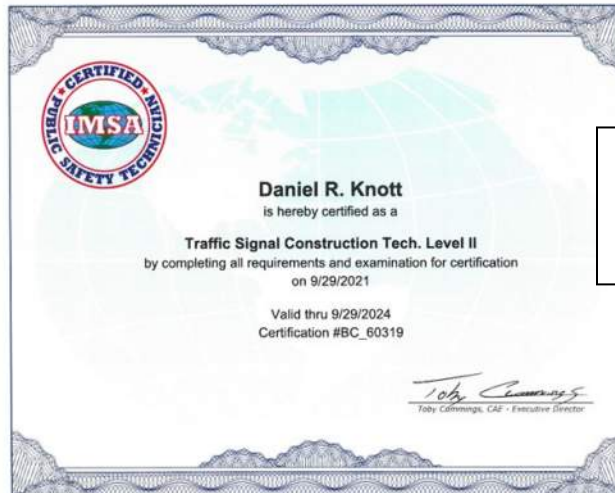 CERTIFIED
IMSA
PUBLIC SAFETY TECHNICIAN
Daniel R. Knott
is hereby certified as a
Traffic Signal Construction Tech. Level II
by completing all requirements and examination for certification
on 9/29/2021
Valid thru 9/29/2024
Certification #BC_60319
Toby Cummings
Toby Cummings, CAE - Executive Director